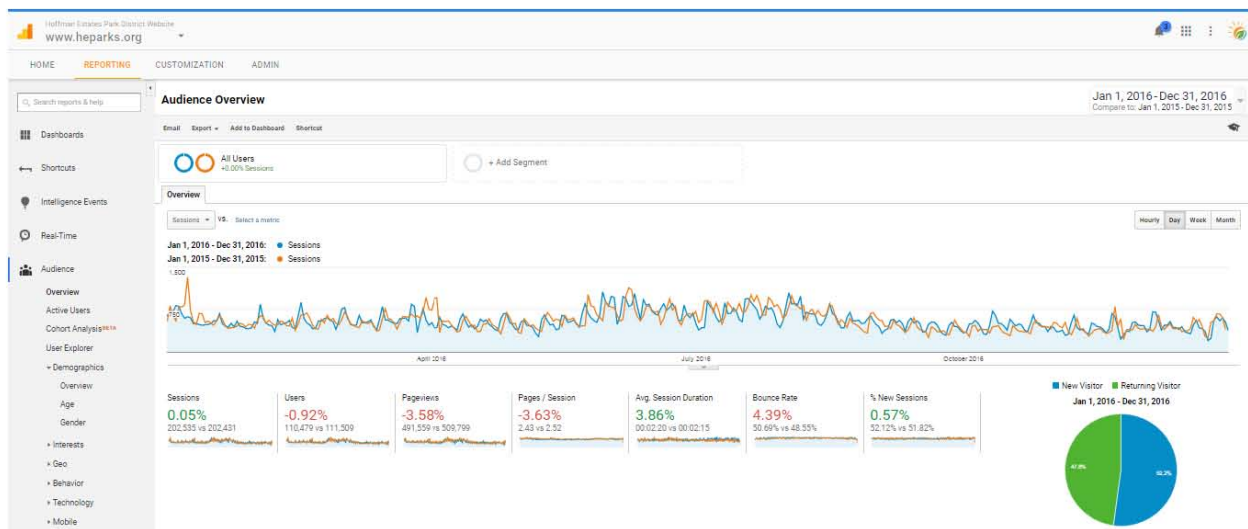 Hoffman Estates Park District Website
www.heparks.org
3
HOME REPORTING CUSTOMIZATION ADMIN
Search reports & help
Audience Overview
Jan 1, 2016 - Dec 31, 2016
Compare to: Jan 1, 2015 - Dec 31, 2015
Email Export Add to Dashboard Shortcut
Dashboards
Shortcuts
Intelligence Events
Real-Time
Audience
Overview
Active Users
Cohort Analysis BETA
User Explorer
Demographics
Overview
Age
Gender
Interests
Geo
Behavior
Technology
Mobile
All Users
+0.00% Sessions
+ Add Segment
Overview
Sessions VS. Select a metric
Hourly Day Week Month
Jan 1, 2016 - Dec 31, 2016: Sessions
Jan 1, 2015 - Dec 31, 2015: Sessions
1,500
750
April 2016 July 2016 October 2016
Sessions
0.05%
202,535 vs 202,431
Users
-0.92%
110,479 vs 111,509
Pageviews
-3.58%
491,559 vs 509,799
Pages / Session
-3.63%
2.43 vs 2.52
Avg. Session Duration
3.86%
00:02:20 vs 00:02:15
Bounce Rate
4.39%
50.69% vs 48.55%
% New Sessions
0.57%
52.12% vs 51.82%
New Visitor Returning Visitor
Jan 1, 2016 - Dec 31, 2016
47.8%
52.2%